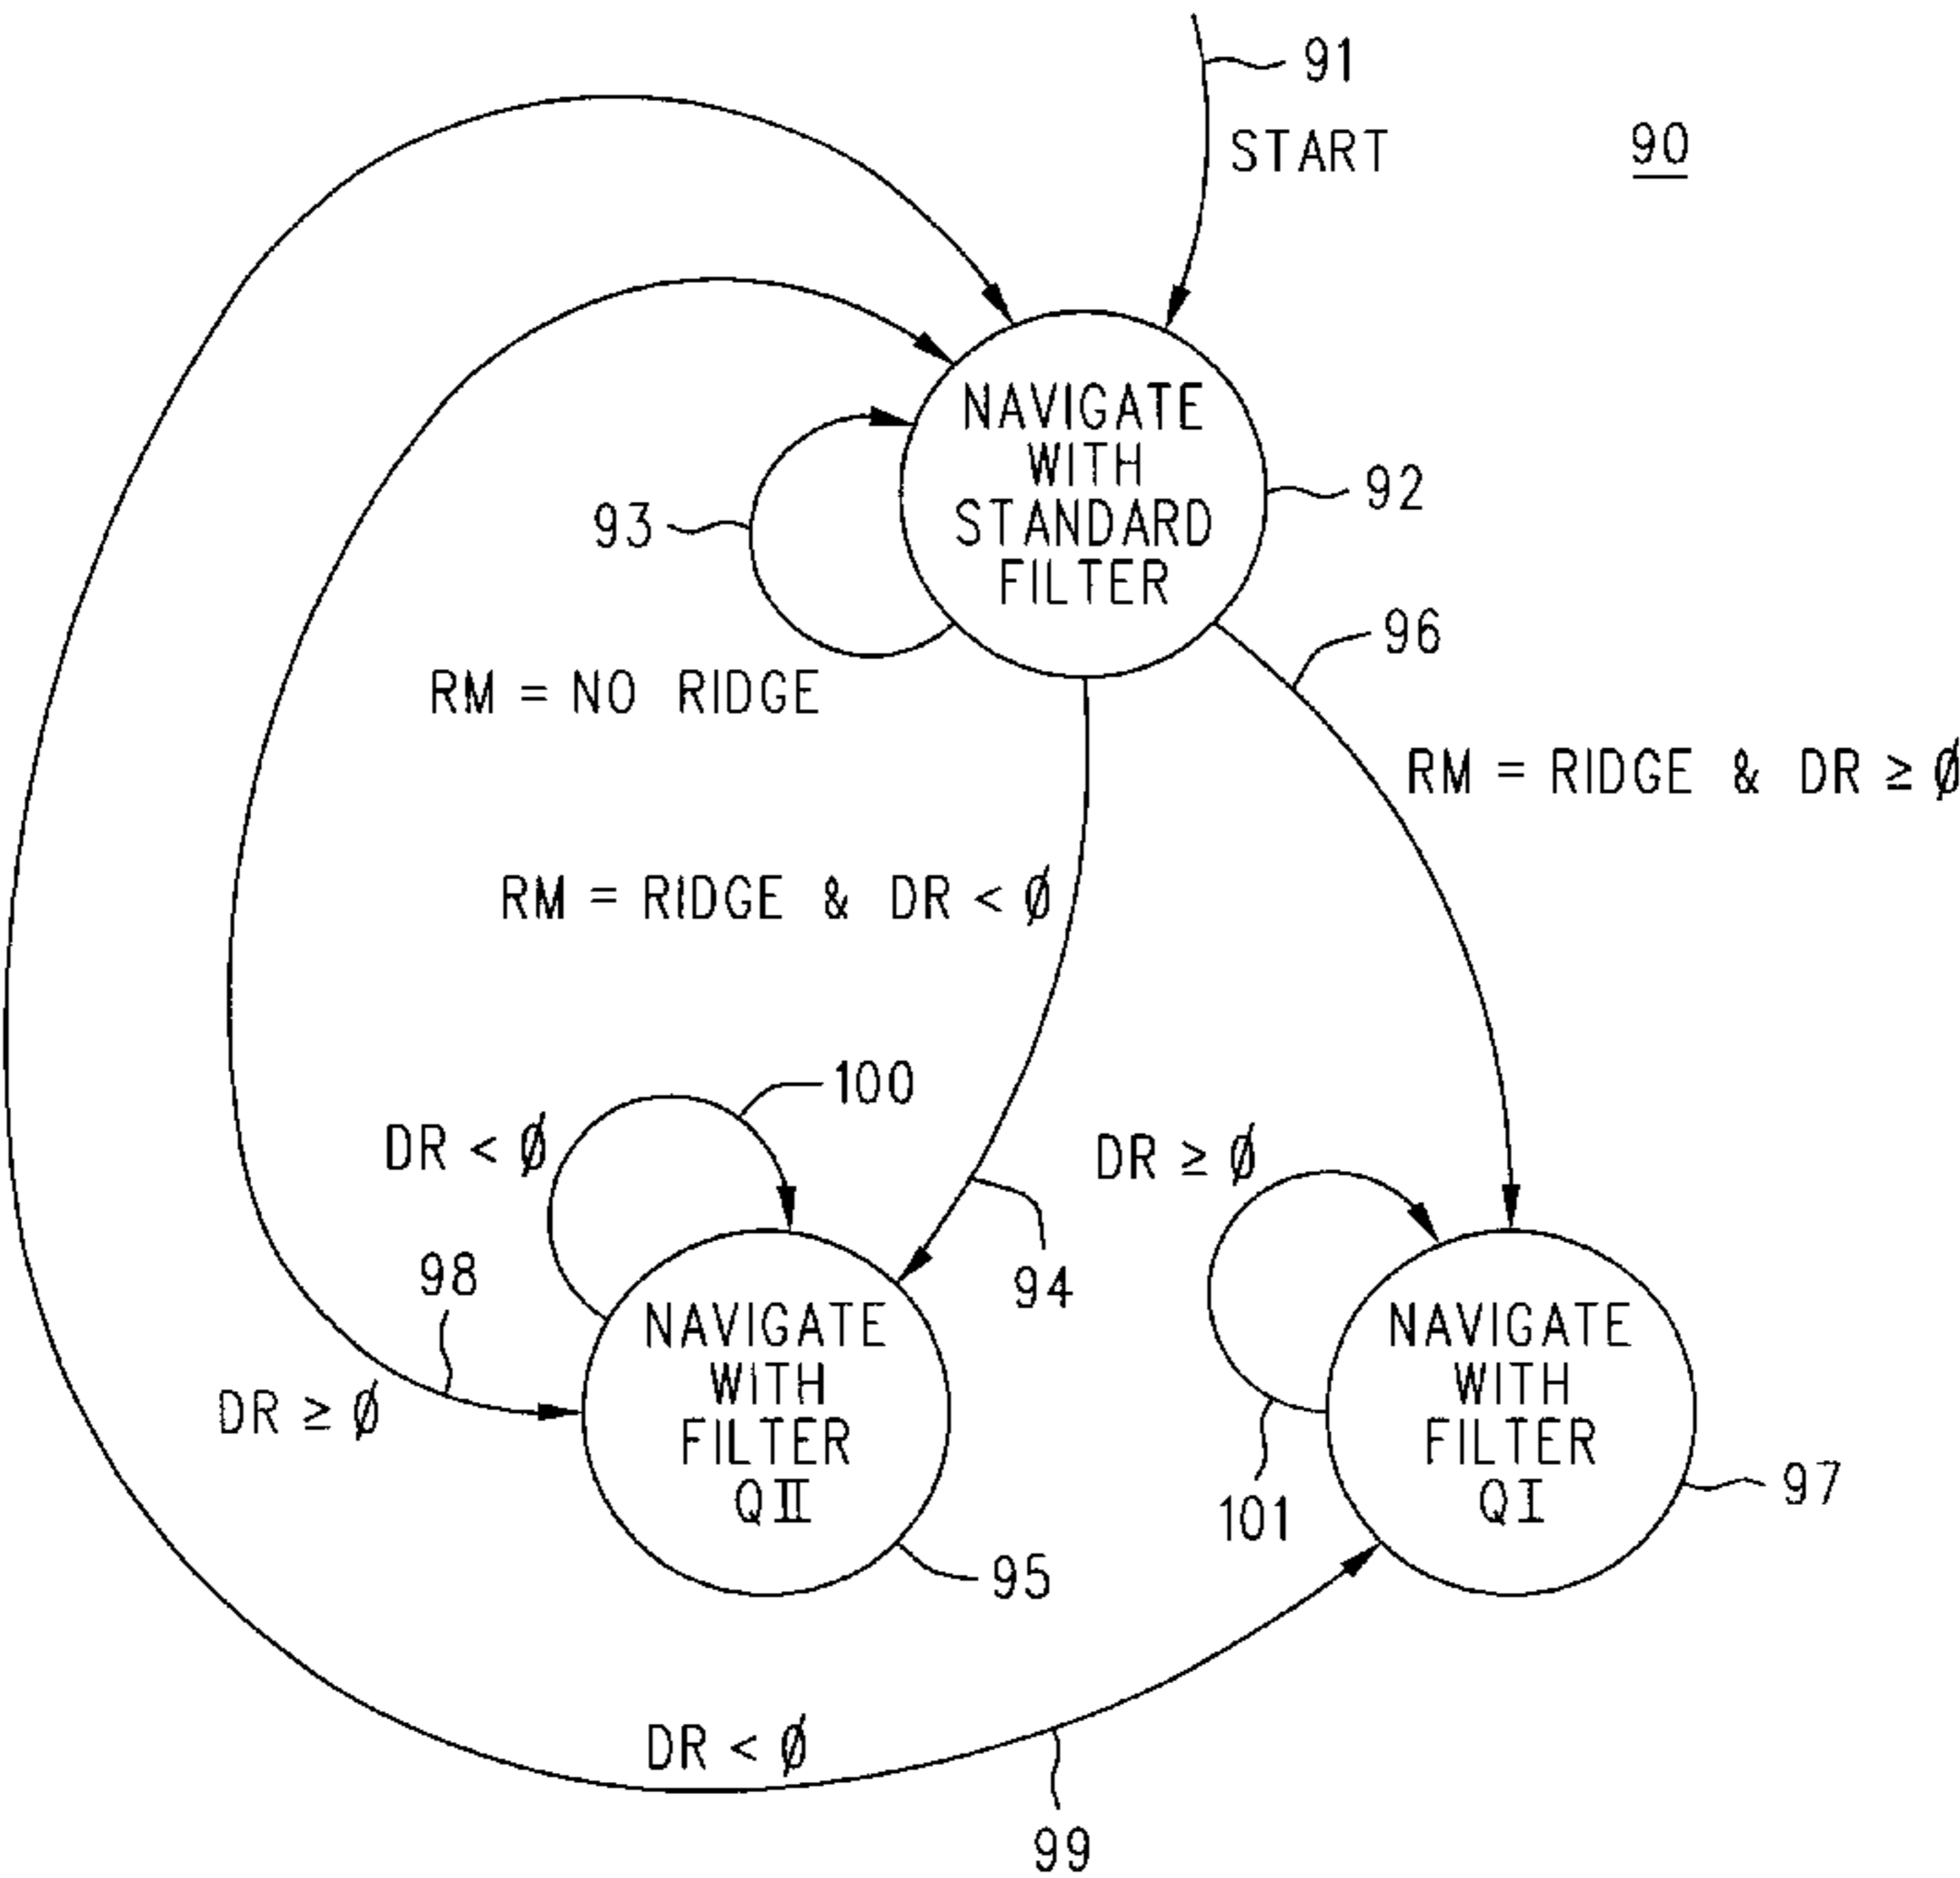 91
START
90
NAVIGATE
WITH
STANDARD
FILTER
92
93
96
RM = NO RIDGE
RM = RIDGE & DR ≥ Ø
RM = RIDGE & DR < Ø
100
DR < Ø
DR ≥ Ø
98
94
NAVIGATE
WITH
FILTER
QII
NAVIGATE
WITH
FILTER
QI
DR ≥ Ø
97
101
95
DR < Ø
99